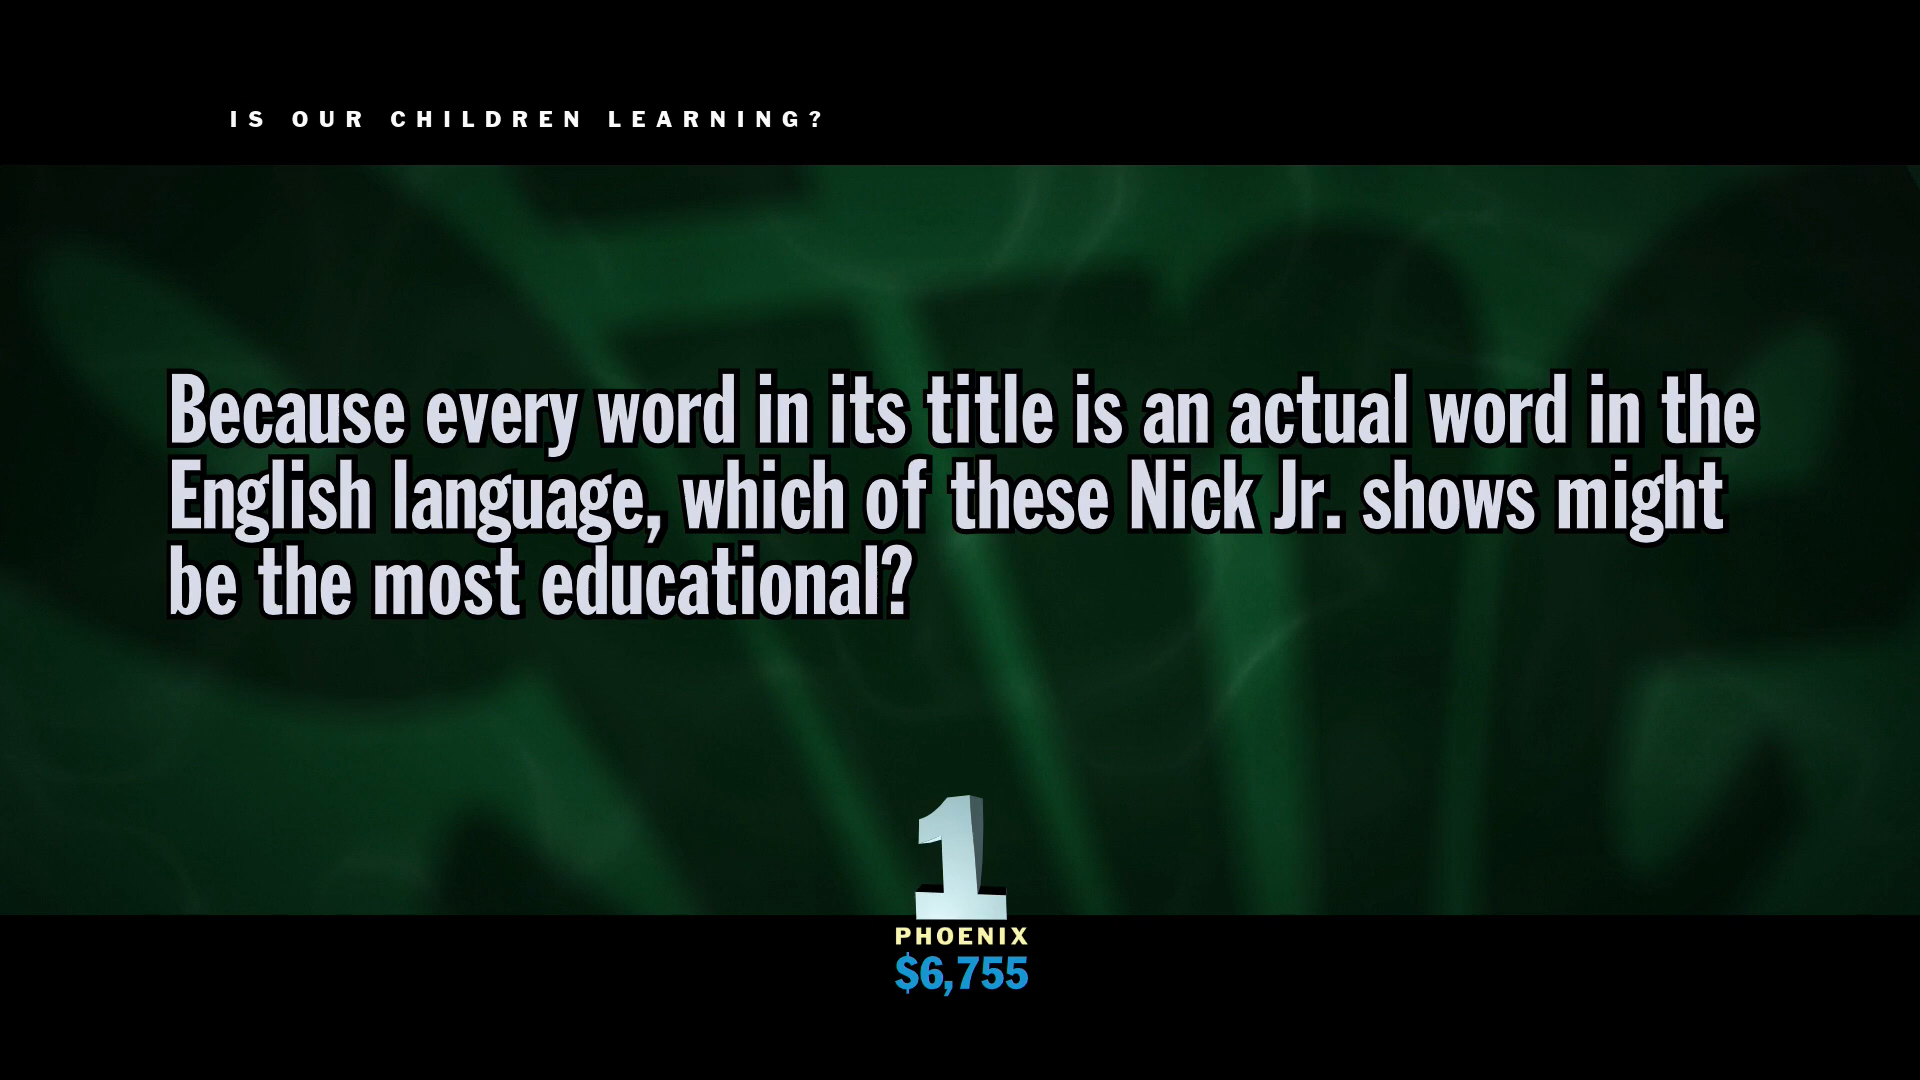 IS OUR CHILDREN LEARNING?
Because every word in its title is an actual word in the
English language, which of these Nick Jr. shows might
be the most educational?
1
PHOENIX
$6,755